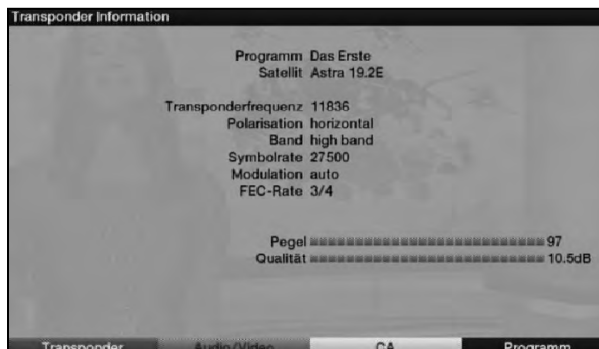 Transponder Information
Programm Das Erste
Satellit Astra 19.2E
Transponderfrequenz 11836
Polarisation horizontal
Band high band
Symbolrate 27500
Modulation auto
FEC-Rate 3/4
Pegel 97
Qualität 10.5dB
Transponder Audio/Video CA Programm